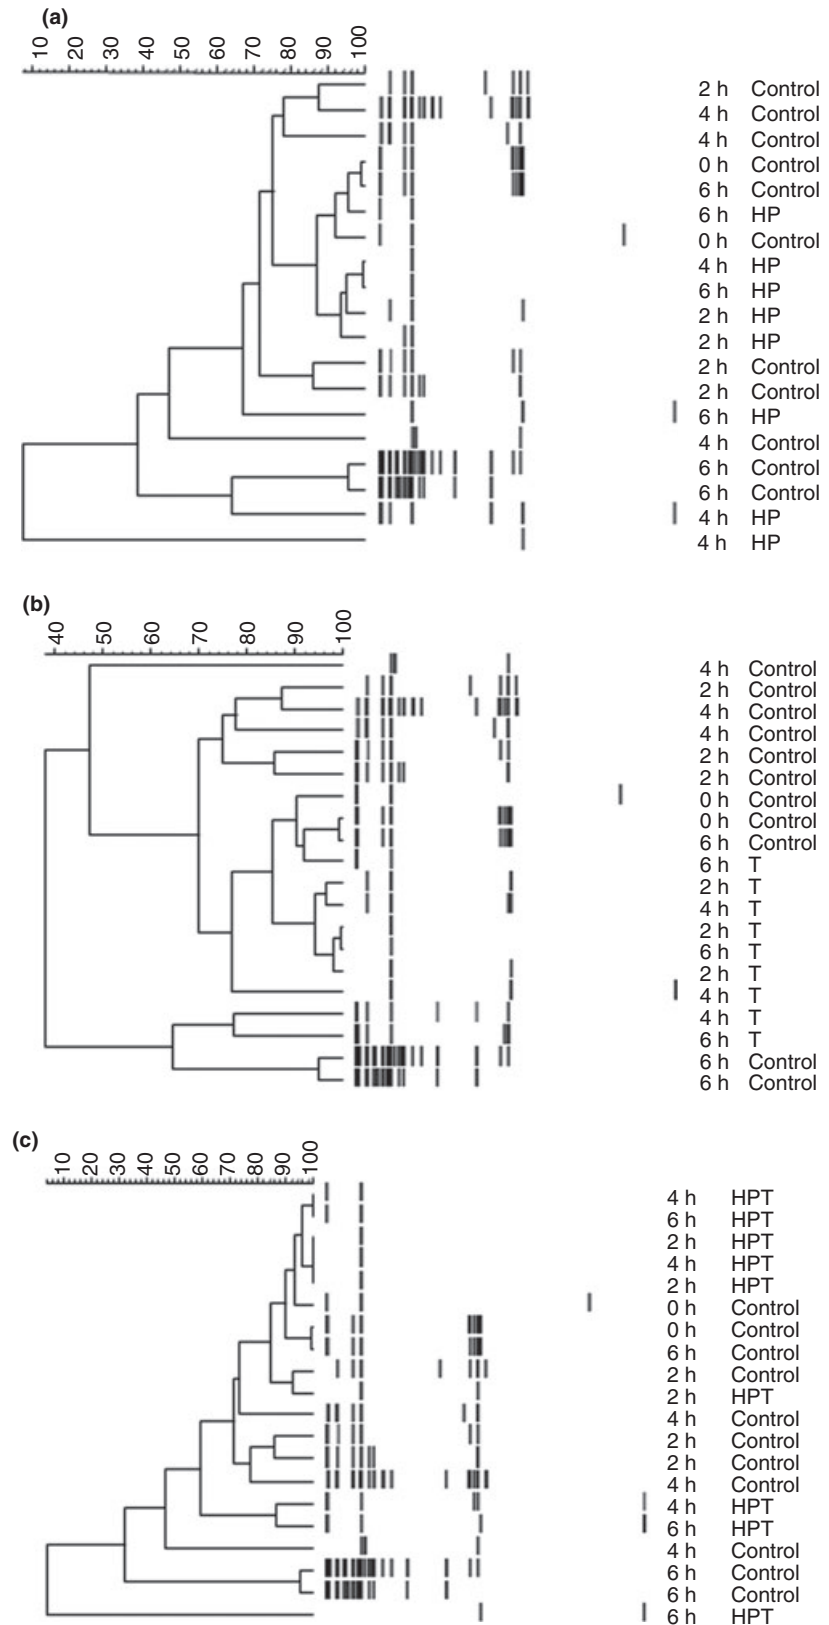 (a)
10 20 30 40 50 60 70 80 90 100
2 h Control
4 h Control
4 h Control
0 h Control
6 h Control
6 h HP
0 h Control
4 h HP
6 h HP
2 h HP
2 h HP
2 h Control
2 h Control
6 h HP
4 h Control
6 h Control
6 h Control
4 h HP
4 h HP
(b)
40 50 60 70 80 90 100
4 h Control
2 h Control
4 h Control
4 h Control
2 h Control
2 h Control
0 h Control
0 h Control
6 h Control
6 h T
2 h T
4 h T
2 h T
6 h T
2 h T
4 h T
4 h T
6 h T
6 h Control
6 h Control
(c)
10 20 30 40 50 60 70 80 90 100
4 h HPT
6 h HPT
2 h HPT
4 h HPT
2 h HPT
0 h Control
0 h Control
6 h Control
2 h Control
2 h HPT
4 h Control
2 h Control
2 h Control
4 h Control
4 h HPT
6 h HPT
4 h Control
6 h Control
6 h Control
6 h HPT